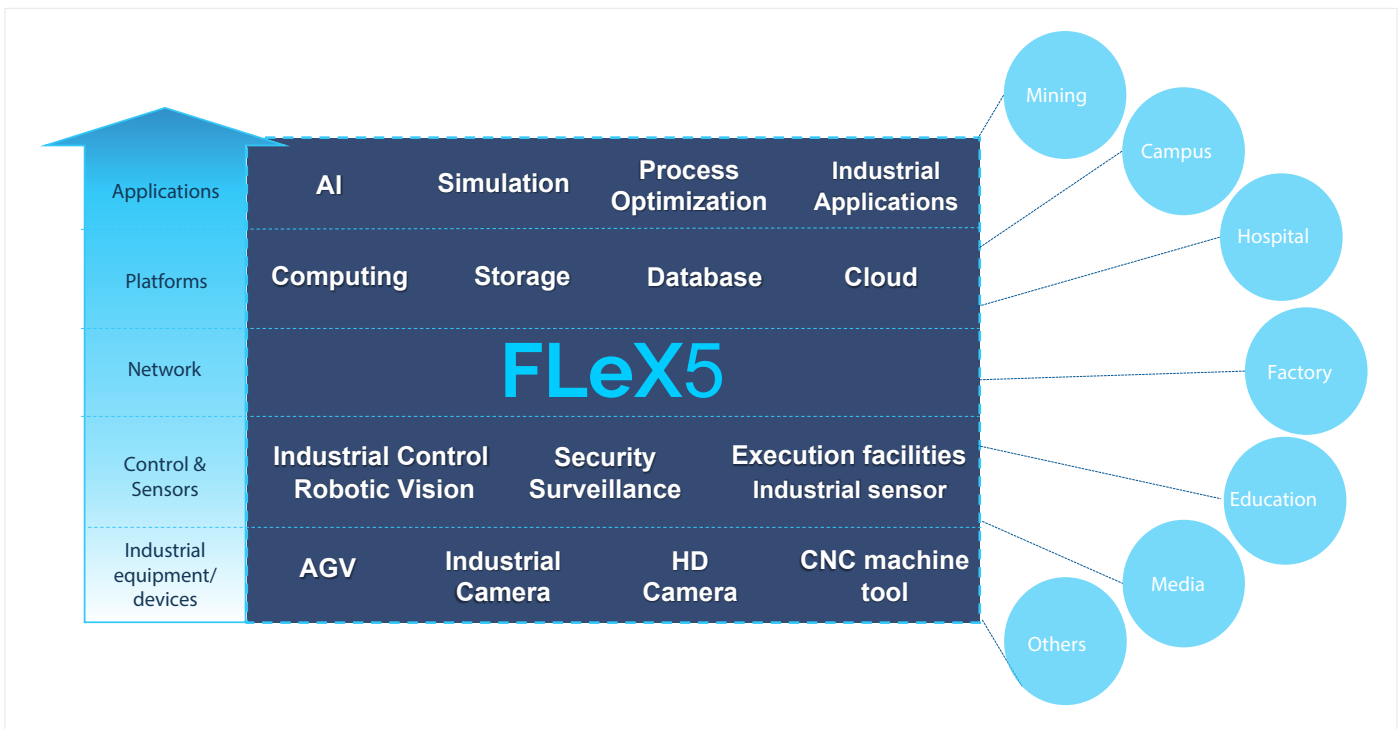 Applications
AI
Simulation
Process
Optimization
Industrial
Applications
Platforms
Computing
Storage
Database
Cloud
Network
FLeX5
Control &
Sensors
Industrial Control
Robotic Vision
Security
Surveillance
Execution facilities
Industrial sensor
Industrial
equipment/
devices
AGV
Industrial
Camera
HD
Camera
CNC machine
tool
Mining
Campus
Hospital
Factory
Education
Media
Others